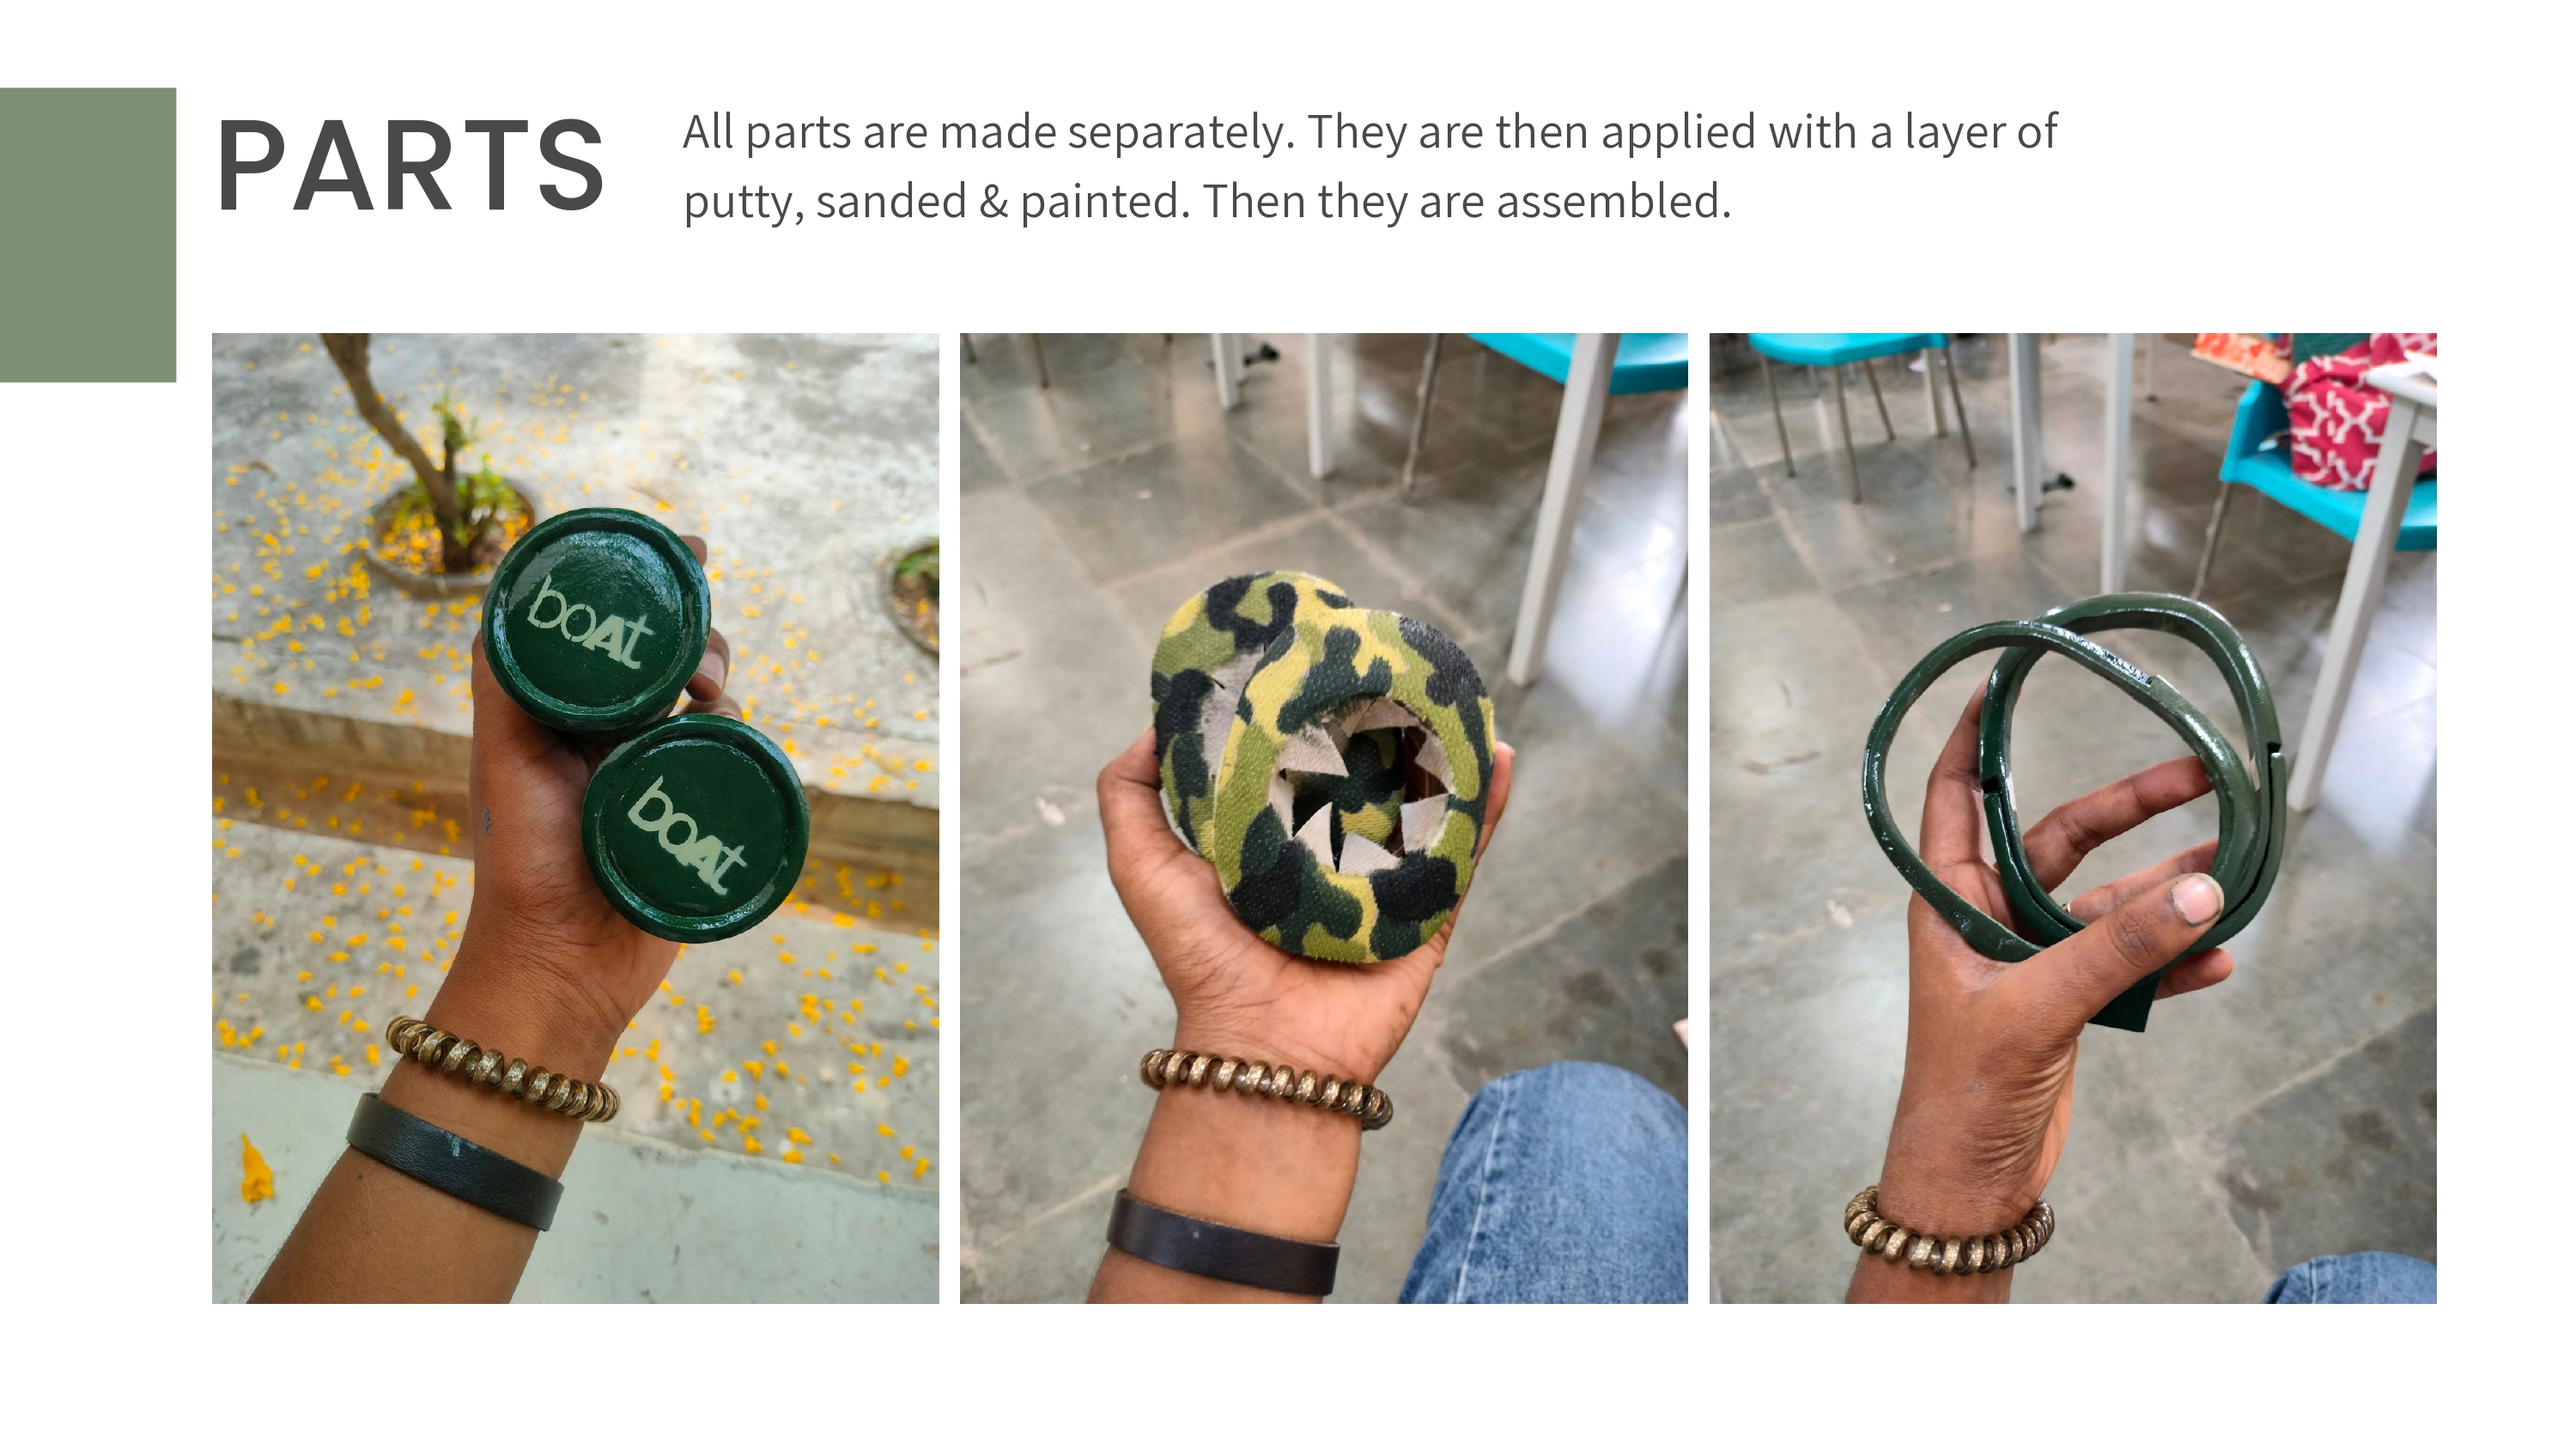 PARTS
All parts are made separately. They are then applied with a layer of
putty, sanded & painted. Then they are assembled.
boAt
boAt